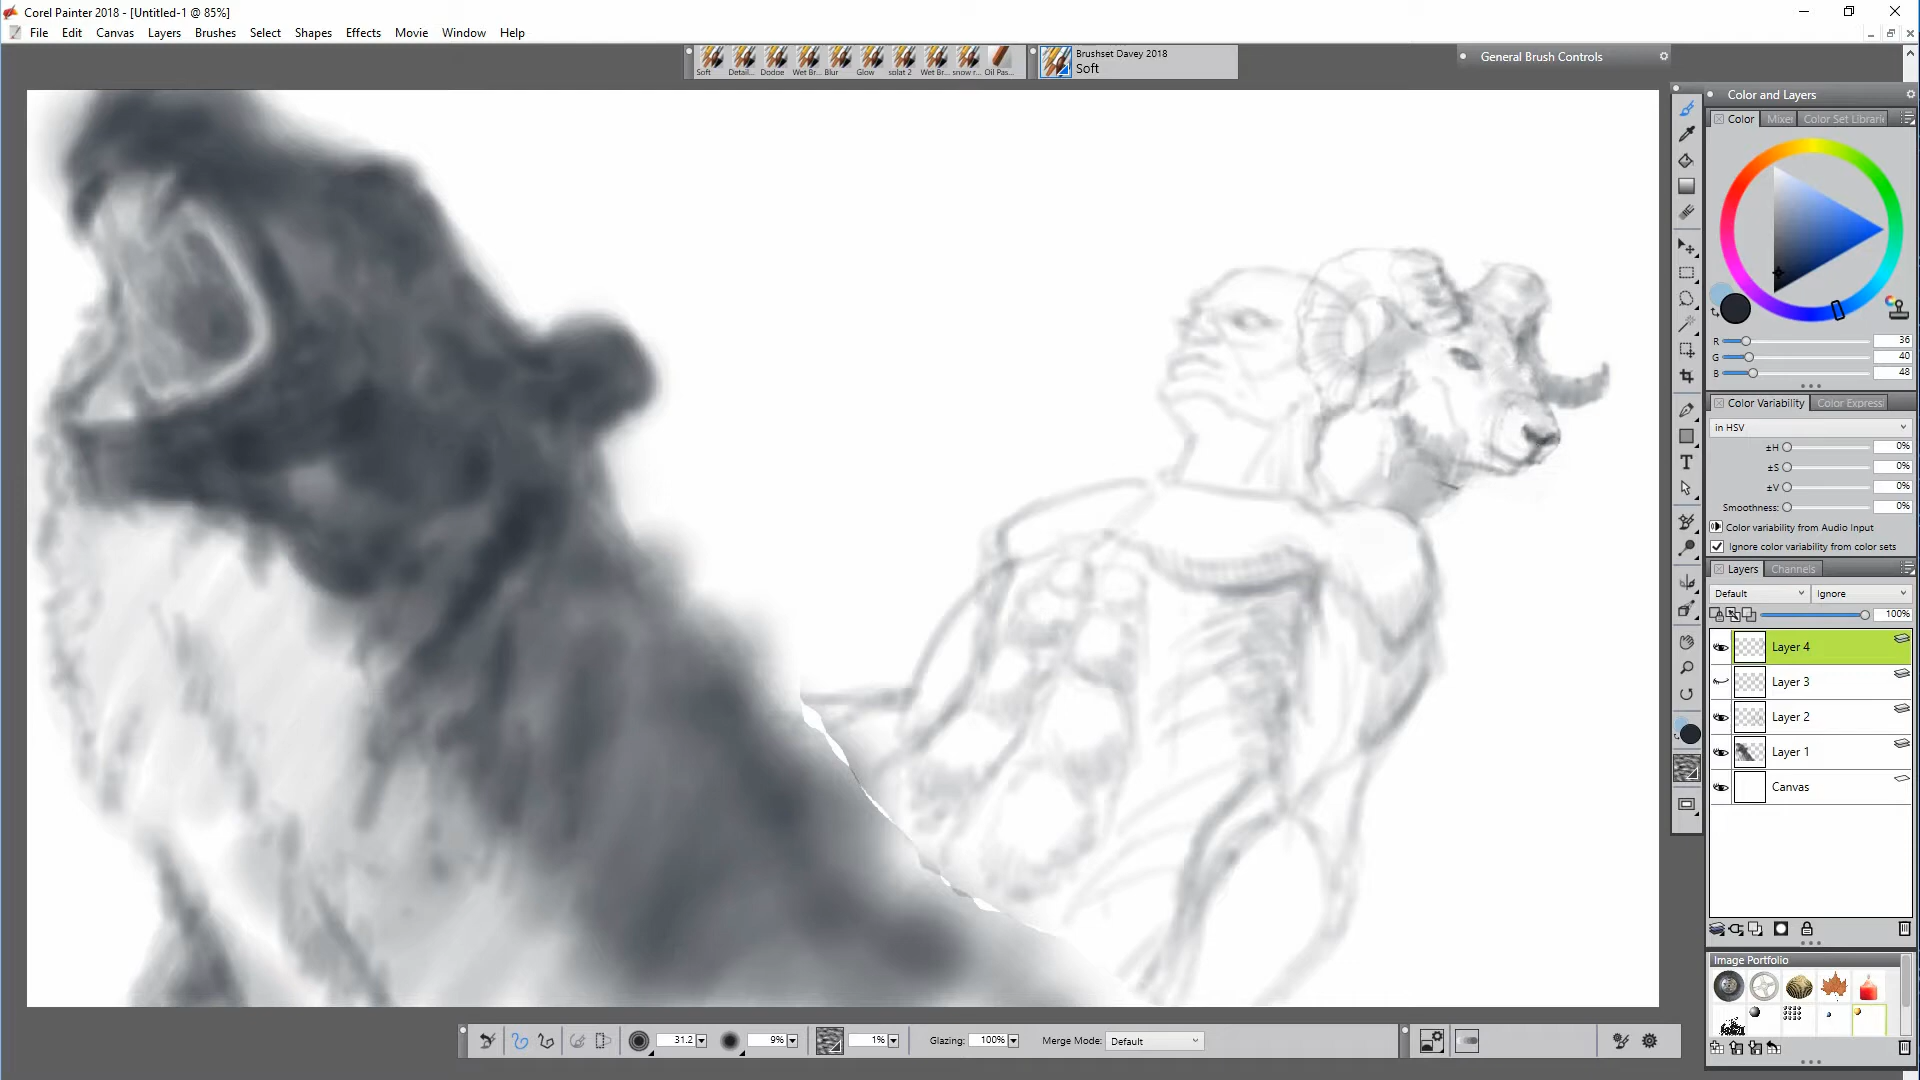 Corel Painter 2018 - [Untitled-1 @ 85%]
File Edit Canvas Layers Brushes Select Shapes Effects Movie Window Help
Soft Detail... Dodge Wet Br... Blur Glow solat 2 Wet Br... snow r... Oil Pas...
Brushset Davey 2018
Soft
General Brush Controls
Color and Layers
Color Mixer Color Set Librari
R 36
G 40
B 48
Color Variability Color Express
in HSV
±H 0%
±S 0%
±V 0%
Smoothness: 0%
Color variability from Audio Input
Ignore color variability from color sets
Layers Channels
Default Ignore
100%
Layer 4
Layer 3
Layer 2
Layer 1
Canvas
Image Portfolio
31.2 9% 1% Glazing: 100% Merge Mode: Default